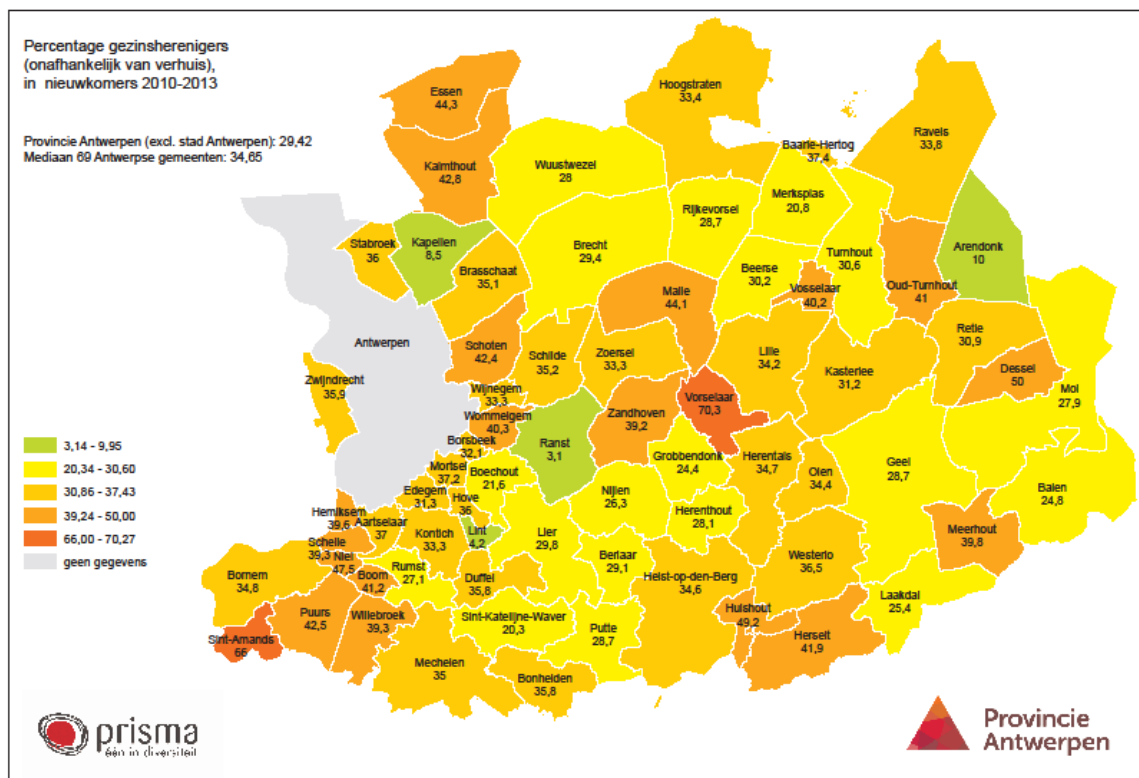 Percentage gezinsherenigers
(onafhankelijk van verhuis),
in nieuwkomers 2010-2013
Provincie Antwerpen (excl. stad Antwerpen): 29,42
Mediaan 69 Antwerpse gemeenten: 34,65
Essen
44,3
Hoogstraten
33,4
Kalmthout
42,8
Wuustwezel
28
Baarle-Hertog
37,4
Ravels
33,8
Merksplas
20,8
Rijkevorsel
28,7
Stabroek
36
Kapellen
8,5
Brecht
29,4
Turnhout
30,6
Arendonk
10
Brasschaat
35,1
Beerse
30,2
Vosselaar
40,2
Oud-Turnhout
41
Malle
44,1
Antwerpen
Schoten
42,4
Schilde
35,2
Zoersel
33,3
Lille
34,2
Kasterlee
31,2
Retie
30,9
Dessel
50
Mol
27,9
Zwijndrecht
35,9
Wijnegem
33,3
Vorselaar
70,3
Wommelgem
40,3
Zandhoven
39,2
Borsbeek
32,1
Ranst
3,1
Grobbendonk
24,4
Herentals
34,7
Geel
28,7
Mortsel
37,2
Boechout
21,6
Olen
34,4
Balen
24,8
Edegem
31,3
Hove
36
Nijlen
26,3
Herenthout
28,1
Hemiksem
39,6
Aartselaar
37
Kontich
33,3
Lint
4,2
Lier
29,8
Meerhout
39,8
Schelle
39,3
Niel
47,5
Berlaar
29,1
Westerlo
36,5
Bornem
34,8
Boom
41,2
Rumst
27,1
Duffel
35,8
Heist-op-den-Berg
34,6
Laakdal
25,4
Puurs
42,5
Willebroek
39,3
Sint-Katelijne-Waver
20,3
Putte
28,7
Hulshout
49,2
Herselt
41,9
Sint-Amands
66
Mechelen
35
Bonheiden
35,8
3,14 - 9,95
20,34 - 30,60
30,86 - 37,43
39,24 - 50,00
66,00 - 70,27
geen gegevens
prisma
één in diversiteit
Provincie
Antwerpen